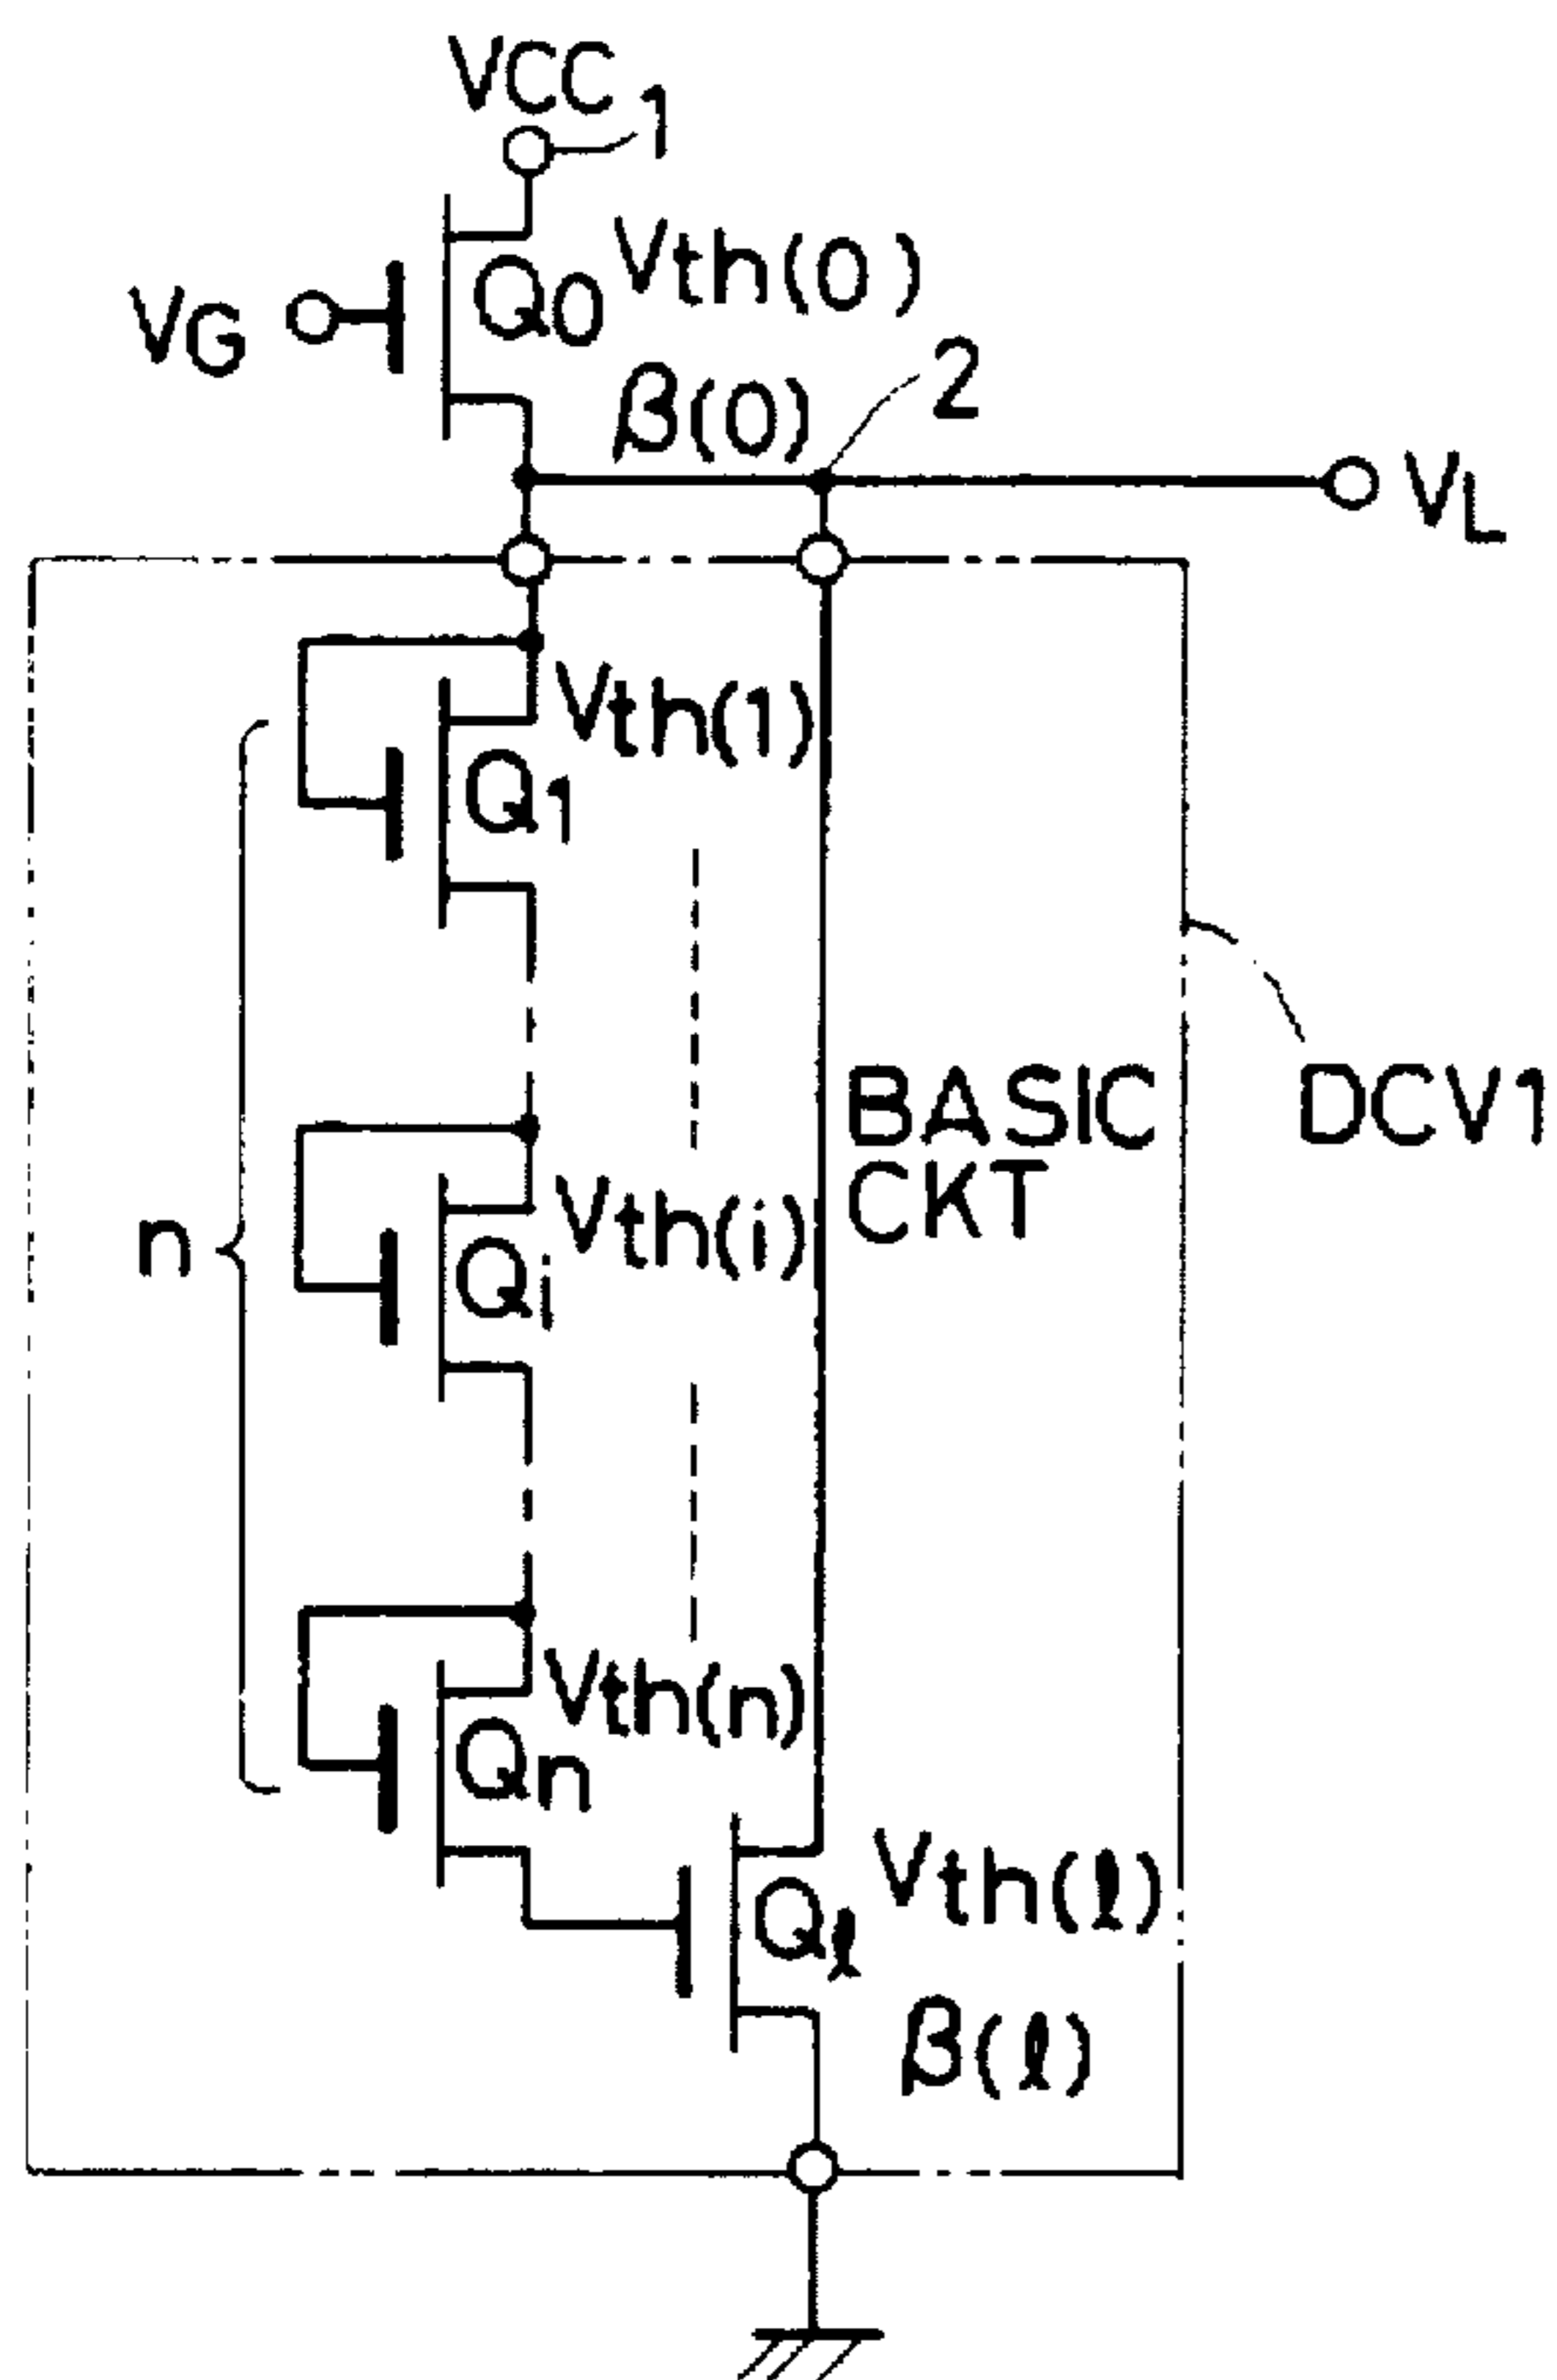 VCC
1
VG
Q0
Vth(0)
β(0)
2
VL
Vth(1)
Q1
BASIC
CKT
DCV1
n
Vth(i)
Qi
Vth(n)
Qn
Vth(ℓ)
Qℓ
β(ℓ)